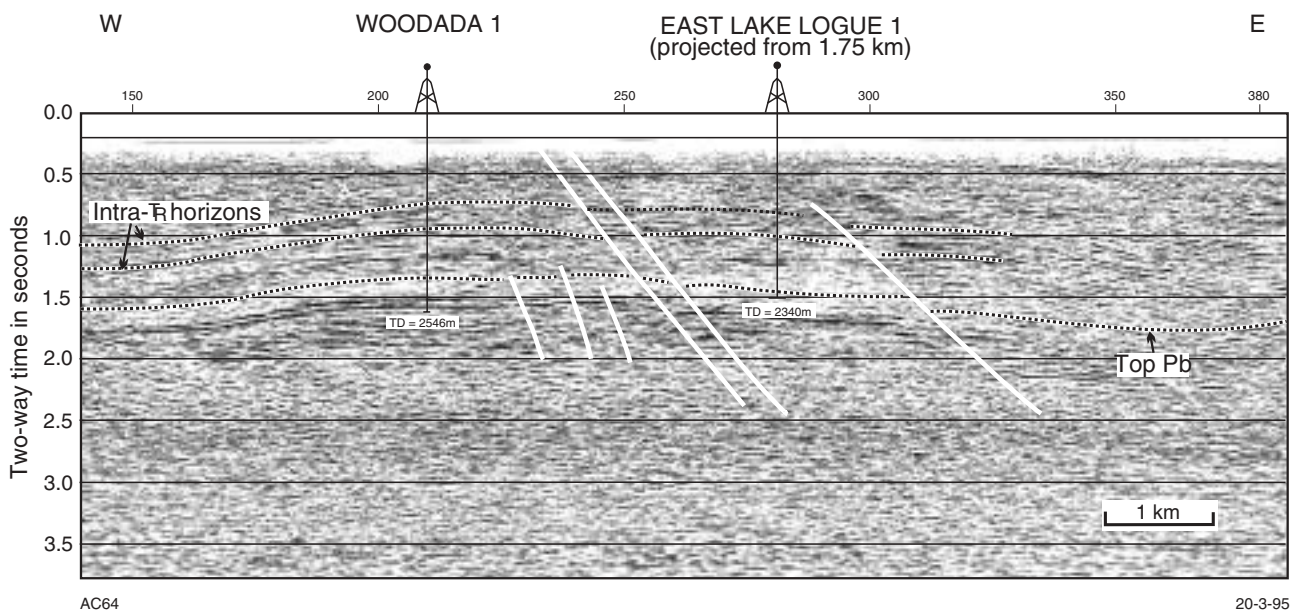 W WOODADA 1 EAST LAKE LOGUE 1 E
(projected from 1.75 km)
150 200 250 300 350 380
0.0
0.5
Intra-TR horizons
1.0
1.5
TD = 2546m TD = 2340m
2.0
Top Pb
2.5
3.0
1 km
3.5
Two-way time in seconds
AC64 20-3-95